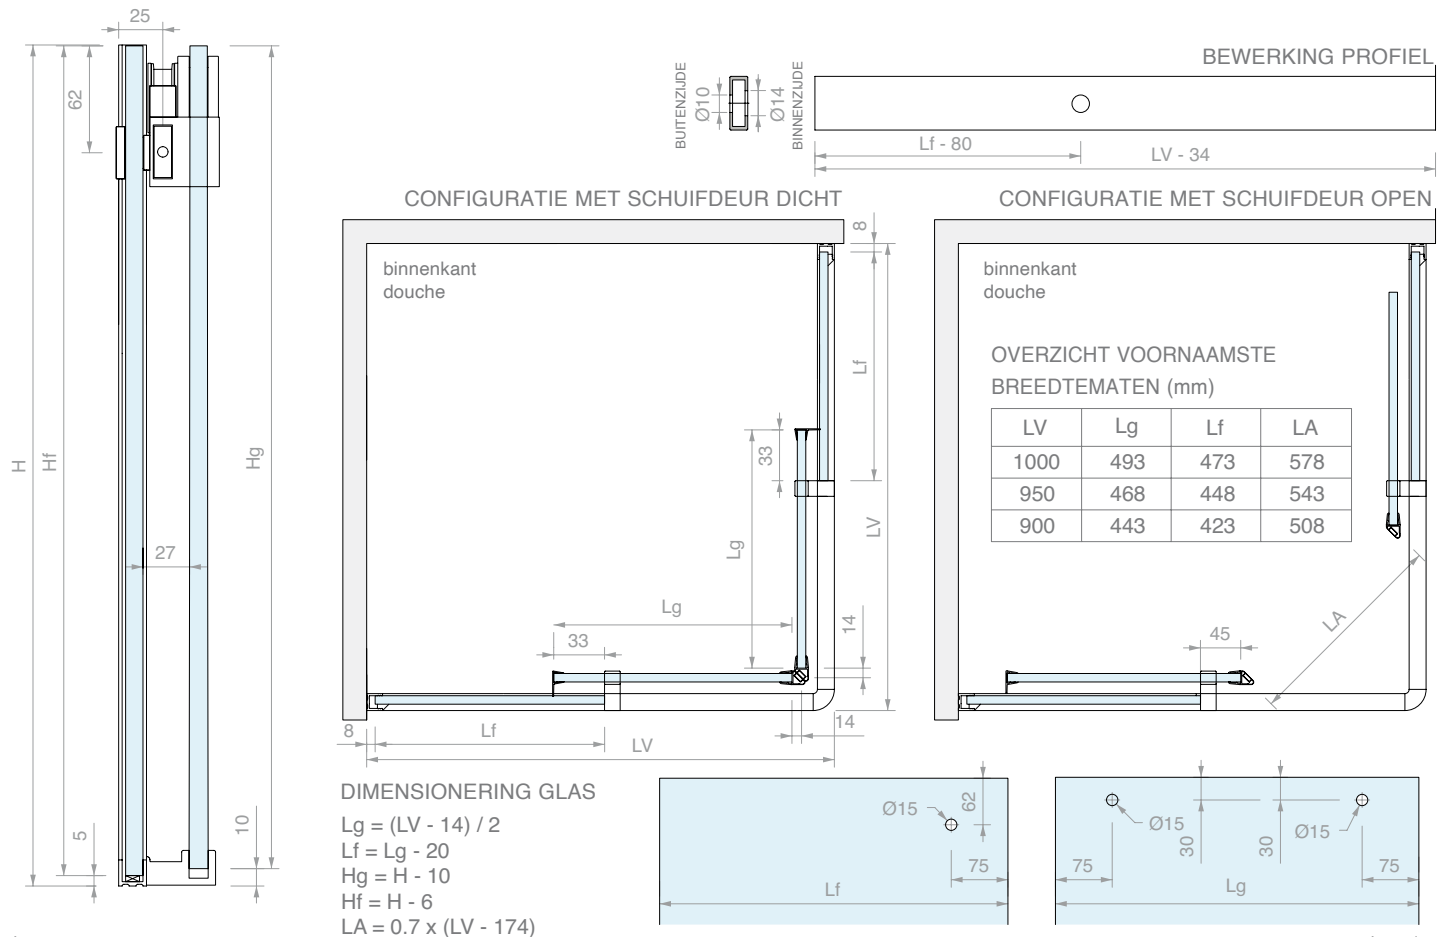 25
62
H
Hf
Hg
27
5
10
BEWERKING PROFIEL
BUITENZIJDE
Ø10
Ø14
BINNENZIJDE
Lf - 80
LV - 34
CONFIGURATIE MET SCHUIFDEUR DICHT
binnenkant
douche
8
Lf
33
Lg
LV
Lg
33
14
8
Lf
LV
14
CONFIGURATIE MET SCHUIFDEUR OPEN
binnenkant
douche
OVERZICHT VOORNAAMSTE
BREEDTEMATEN (mm)
LV Lg Lf LA
1000 493 473 578
950 468 448 543
900 443 423 508
LA
45
DIMENSIONERING GLAS
Lg = (LV - 14) / 2
Lf = Lg - 20
Hg = H - 10
Hf = H - 6
LA = 0.7 x (LV - 174)
Ø15
62
75
Lf
Ø15
30
30
Ø15
75
75
Lg